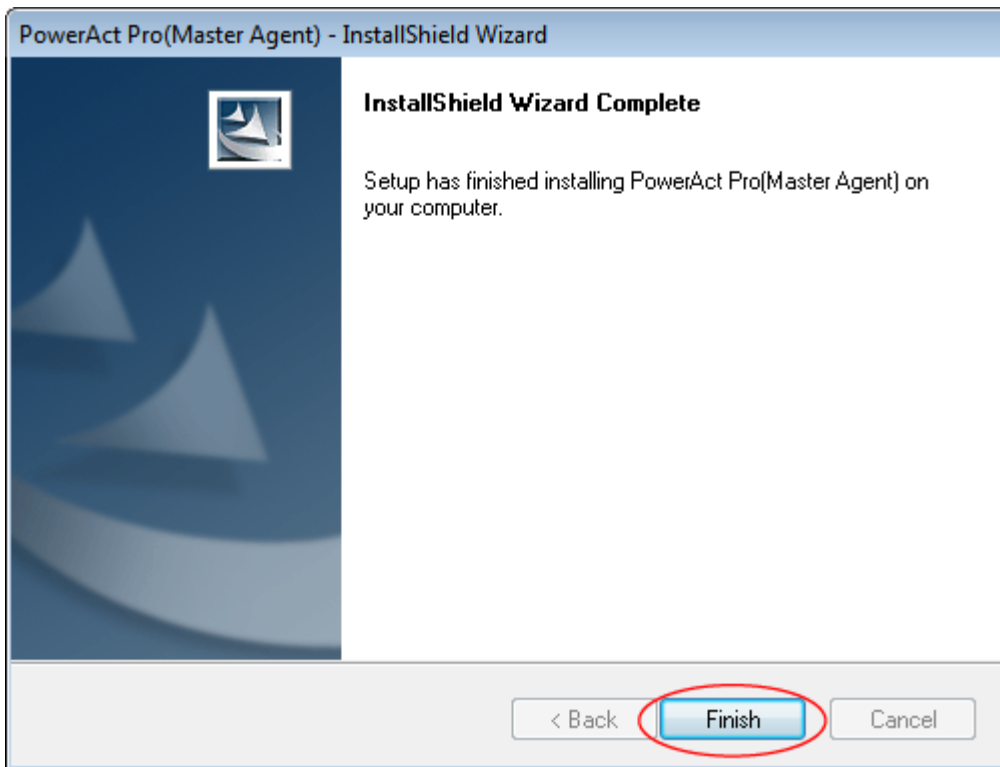 PowerAct Pro(Master Agent) - InstallShield Wizard
InstallShield Wizard Complete
Setup has finished installing PowerAct Pro(Master Agent) on
your computer.
< Back
Finish
Cancel